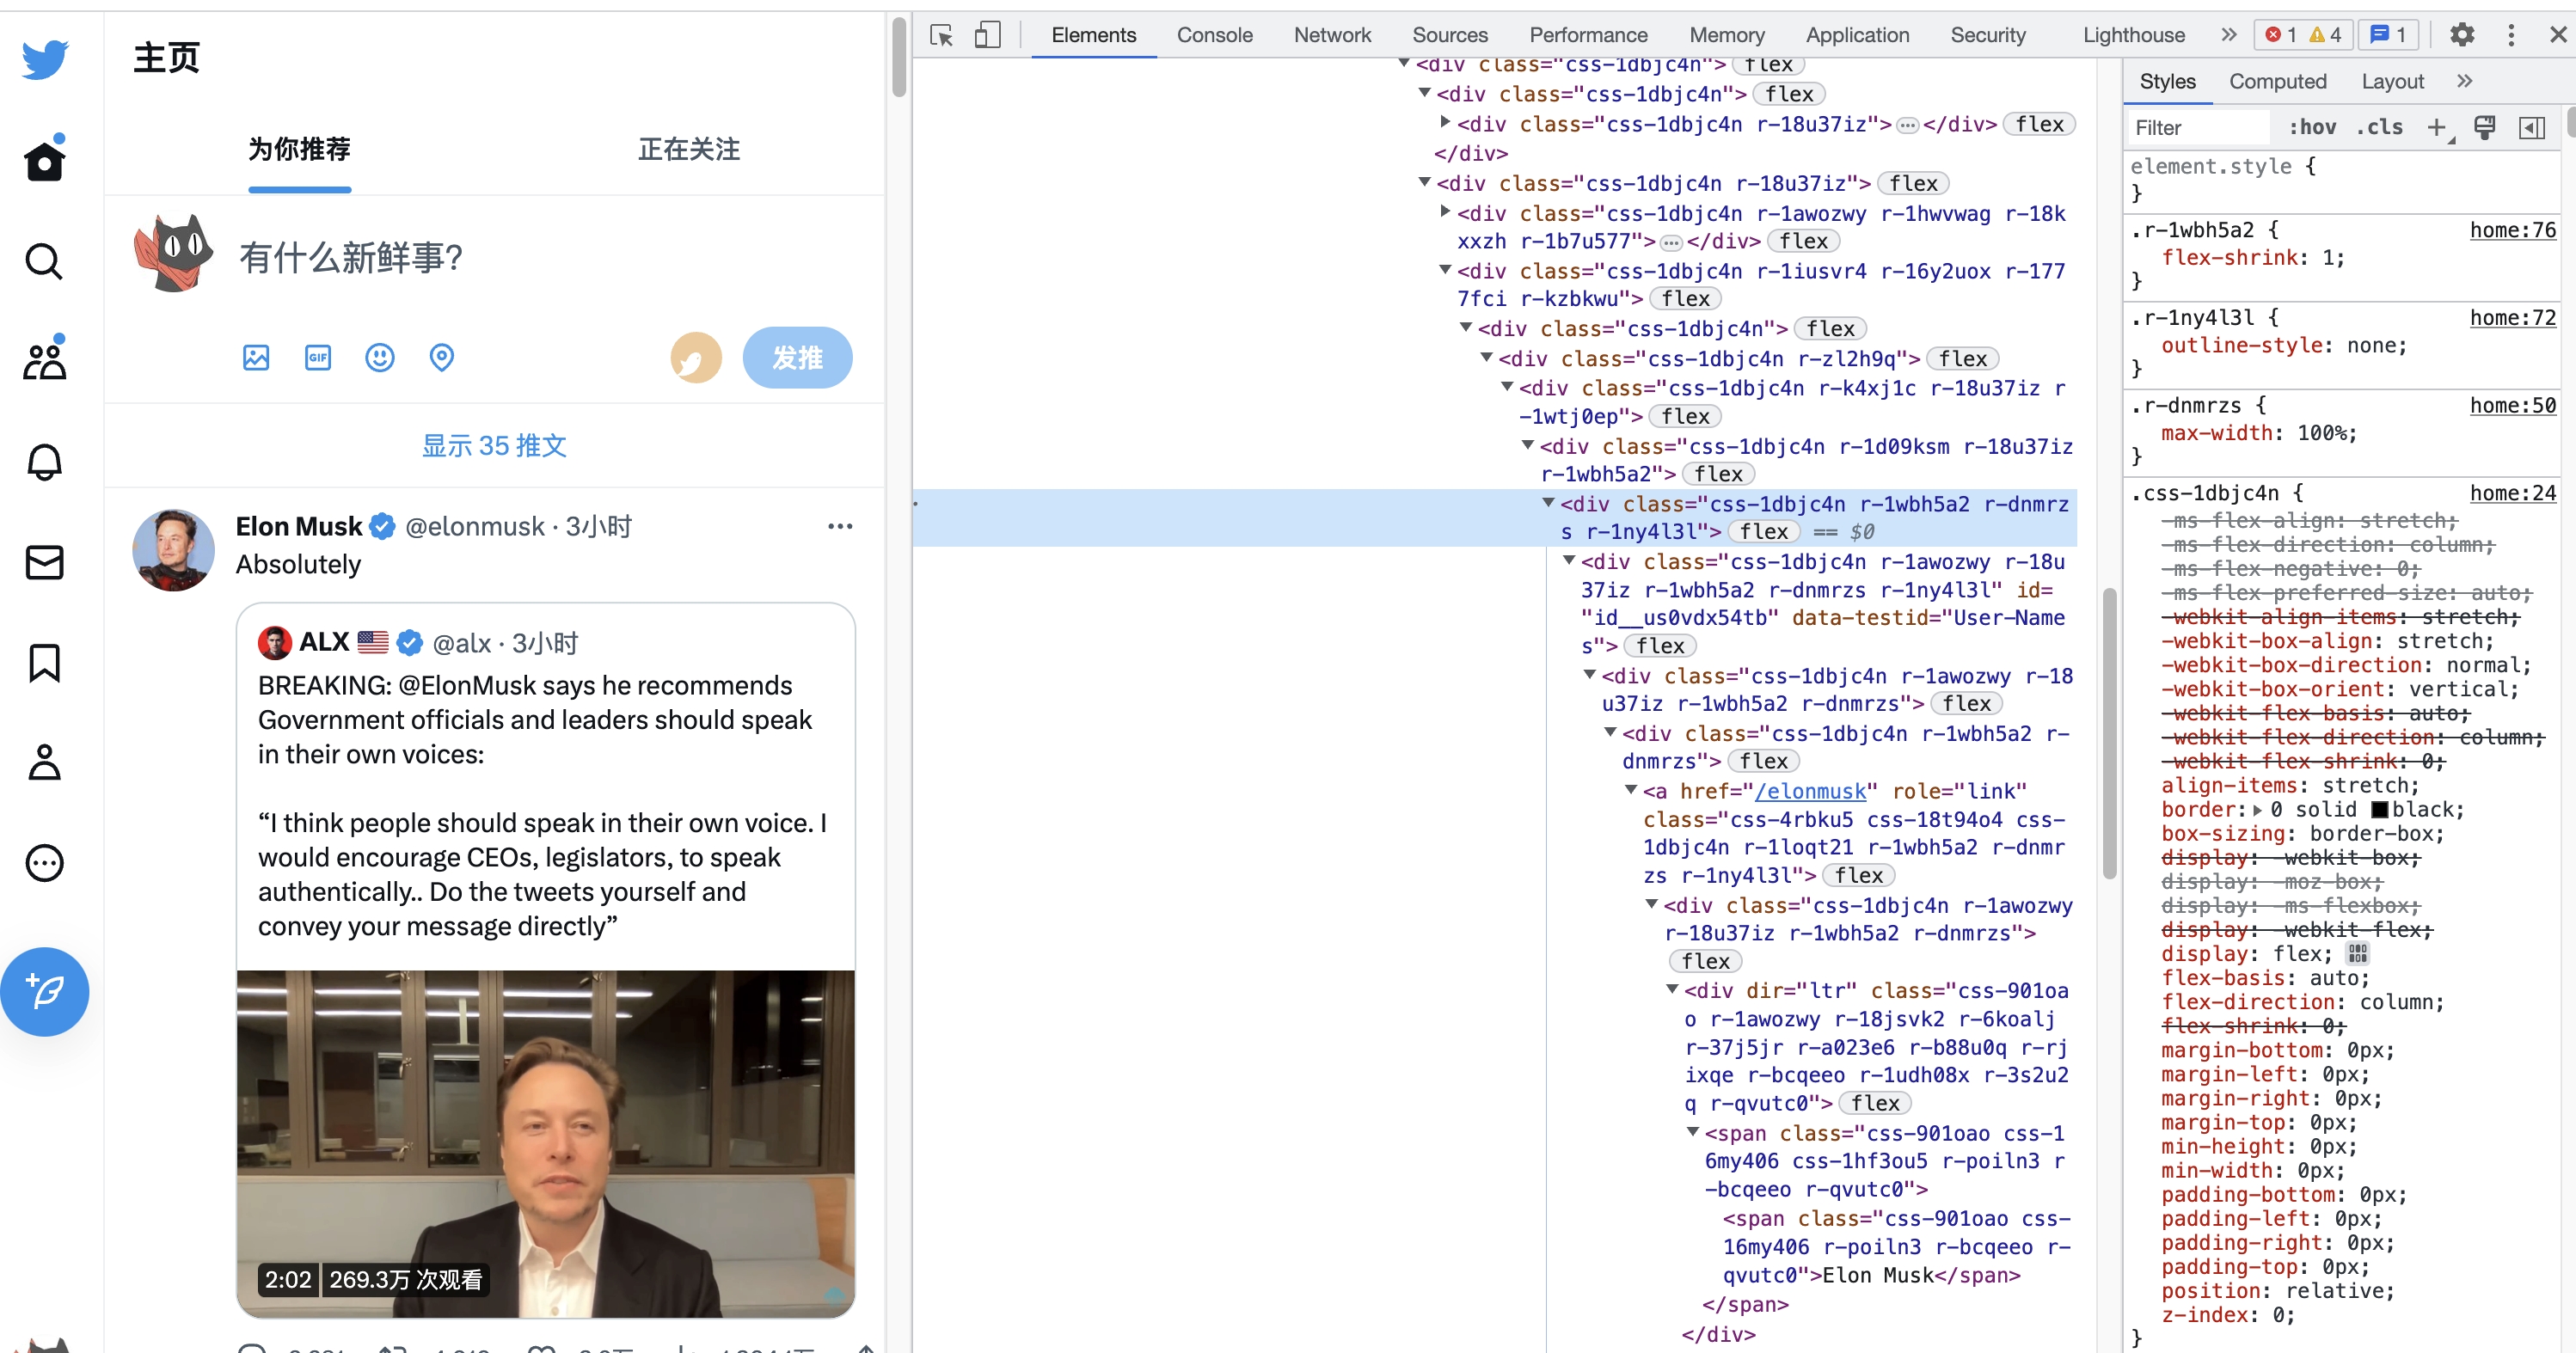 主页
为你推荐
正在关注
有什么新鲜事?
GIF
发推
显示 35 推文
Elon Musk @elonmusk · 3小时
Absolutely
ALX 🇺🇸 @alx · 3小时
BREAKING: @ElonMusk says he recommends
Government officials and leaders should speak
in their own voices:
“I think people should speak in their own voice. I
would encourage CEOs, legislators, to speak
authentically.. Do the tweets yourself and
convey your message directly”
2:02 269.3万 次观看
Elements Console Network Sources Performance Memory Application Security Lighthouse 1 4 1
<div class="css-1dbjc4n"> flex
<div class="css-1dbjc4n"> flex
<div class="css-1dbjc4n r-18u37iz"> ⋯ </div> flex
</div>
<div class="css-1dbjc4n r-18u37iz"> flex
<div class="css-1dbjc4n r-1awozwy r-1hwvwag r-18k
xxzh r-1b7u577"> ⋯ </div> flex
<div class="css-1dbjc4n r-1iusvr4 r-16y2uox r-177
7fci r-kzbkwu"> flex
<div class="css-1dbjc4n"> flex
<div class="css-1dbjc4n r-zl2h9q"> flex
<div class="css-1dbjc4n r-k4xj1c r-18u37iz r
-1wtj0ep"> flex
<div class="css-1dbjc4n r-1d09ksm r-18u37iz
r-1wbh5a2"> flex
<div class="css-1dbjc4n r-1wbh5a2 r-dnmrz
s r-1ny4l3l"> flex == $0
<div class="css-1dbjc4n r-1awozwy r-18u
37iz r-1wbh5a2 r-dnmrzs r-1ny4l3l" id=
"id__us0vdx54tb" data-testid="User-Name
s"> flex
<div class="css-1dbjc4n r-1awozwy r-18
u37iz r-1wbh5a2 r-dnmrzs"> flex
<div class="css-1dbjc4n r-1wbh5a2 r-
dnmrzs"> flex
<a href="/elonmusk" role="link"
class="css-4rbku5 css-18t94o4 css-
1dbjc4n r-1loqt21 r-1wbh5a2 r-dnmr
zs r-1ny4l3l"> flex
<div class="css-1dbjc4n r-1awozwy
r-18u37iz r-1wbh5a2 r-dnmrzs">
flex
<div dir="ltr" class="css-901oa
o r-1awozwy r-18jsvk2 r-6koalj
r-37j5jr r-a023e6 r-b88u0q r-rj
ixqe r-bcqeeo r-1udh08x r-3s2u2
q r-qvutc0"> flex
<span class="css-901oao css-1
6my406 css-1hf3ou5 r-poiln3 r
-bcqeeo r-qvutc0">
<span class="css-901oao css-
16my406 r-poiln3 r-bcqeeo r-
qvutc0">Elon Musk</span>
</span>
</div>
Styles Computed Layout
Filter :hov .cls
element.style {
}
.r-1wbh5a2 { home:76
flex-shrink: 1;
}
.r-1ny4l3l { home:72
outline-style: none;
}
.r-dnmrzs { home:50
max-width: 100%;
}
.css-1dbjc4n { home:24
-ms-flex-align: stretch;
-ms-flex-direction: column;
-ms-flex-negative: 0;
-ms-flex-preferred-size: auto;
-webkit-align-items: stretch;
-webkit-box-align: stretch;
-webkit-box-direction: normal;
-webkit-box-orient: vertical;
-webkit-flex-basis: auto;
-webkit-flex-direction: column;
-webkit-flex-shrink: 0;
align-items: stretch;
border: 0 solid black;
box-sizing: border-box;
display: -webkit-box;
display: -moz-box;
display: -ms-flexbox;
display: -webkit-flex;
display: flex;
flex-basis: auto;
flex-direction: column;
flex-shrink: 0;
margin-bottom: 0px;
margin-left: 0px;
margin-right: 0px;
margin-top: 0px;
min-height: 0px;
min-width: 0px;
padding-bottom: 0px;
padding-left: 0px;
padding-right: 0px;
padding-top: 0px;
position: relative;
z-index: 0;
}